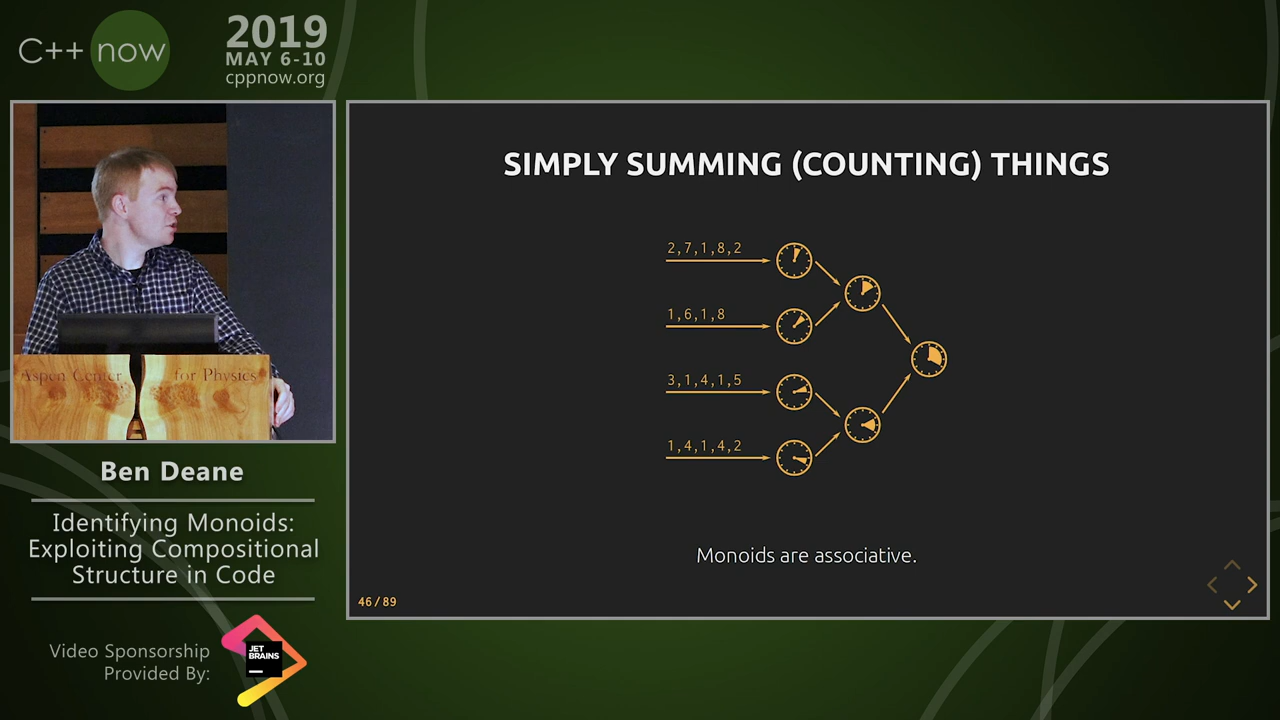 C++ now
2019
MAY 6-10
cppnow.org
SIMPLY SUMMING (COUNTING) THINGS
2,7,1,8,2
1,6,1,8
3,1,4,1,5
1,4,1,4,2
Monoids are associative.
46 / 89
Aspen Center for Physics
Ben Deane
Identifying Monoids:
Exploiting Compositional
Structure in Code
Video Sponsorship
Provided By:
JET
BRAINS